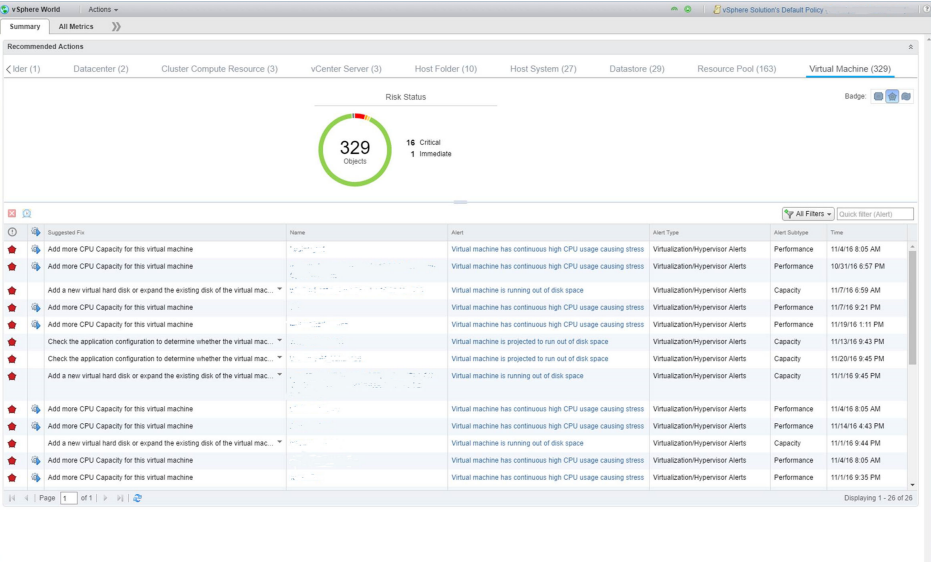 vSphere World Actions vSphere Solution's Default Policy
Summary All Metrics
Recommended Actions
lder (1) Datacenter (2) Cluster Compute Resource (3) vCenter Server (3) Host Folder (10) Host System (27) Datastore (29) Resource Pool (163) Virtual Machine (329)
Risk Status Badge:
329
Objects
16 Critical
1 Immediate
All Filters Quick filter (Alert)
Suggested Fix Name Alert Alert Type Alert Subtype Time
Add more CPU Capacity for this virtual machine Virtual machine has continuous high CPU usage causing stress Virtualization/Hypervisor Alerts Performance 11/4/16 8:05 AM
Add more CPU Capacity for this virtual machine Virtual machine has continuous high CPU usage causing stress Virtualization/Hypervisor Alerts Performance 10/31/16 6:57 PM
Add a new virtual hard disk or expand the existing disk of the virtual mac... Virtual machine is running out of disk space Virtualization/Hypervisor Alerts Capacity 11/7/16 6:59 AM
Add more CPU Capacity for this virtual machine Virtual machine has continuous high CPU usage causing stress Virtualization/Hypervisor Alerts Performance 11/7/16 9:21 PM
Add more CPU Capacity for this virtual machine Virtual machine has continuous high CPU usage causing stress Virtualization/Hypervisor Alerts Performance 11/19/16 1:11 PM
Check the application configuration to determine whether the virtual mac... Virtual machine is projected to run out of disk space Virtualization/Hypervisor Alerts Capacity 11/13/16 9:43 PM
Check the application configuration to determine whether the virtual mac... Virtual machine is projected to run out of disk space Virtualization/Hypervisor Alerts Capacity 11/20/16 9:45 PM
Add a new virtual hard disk or expand the existing disk of the virtual mac... Virtual machine is running out of disk space Virtualization/Hypervisor Alerts Capacity 11/1/16 9:45 PM
Add more CPU Capacity for this virtual machine Virtual machine has continuous high CPU usage causing stress Virtualization/Hypervisor Alerts Performance 11/4/16 8:05 AM
Add more CPU Capacity for this virtual machine Virtual machine has continuous high CPU usage causing stress Virtualization/Hypervisor Alerts Performance 11/14/16 4:43 PM
Add a new virtual hard disk or expand the existing disk of the virtual mac... Virtual machine is running out of disk space Virtualization/Hypervisor Alerts Capacity 11/1/16 9:44 PM
Add more CPU Capacity for this virtual machine Virtual machine has continuous high CPU usage causing stress Virtualization/Hypervisor Alerts Performance 11/4/16 8:05 AM
Add more CPU Capacity for this virtual machine Virtual machine has continuous high CPU usage causing stress Virtualization/Hypervisor Alerts Performance 11/1/16 9:35 PM
Page 1 of 1 Displaying 1 - 26 of 26